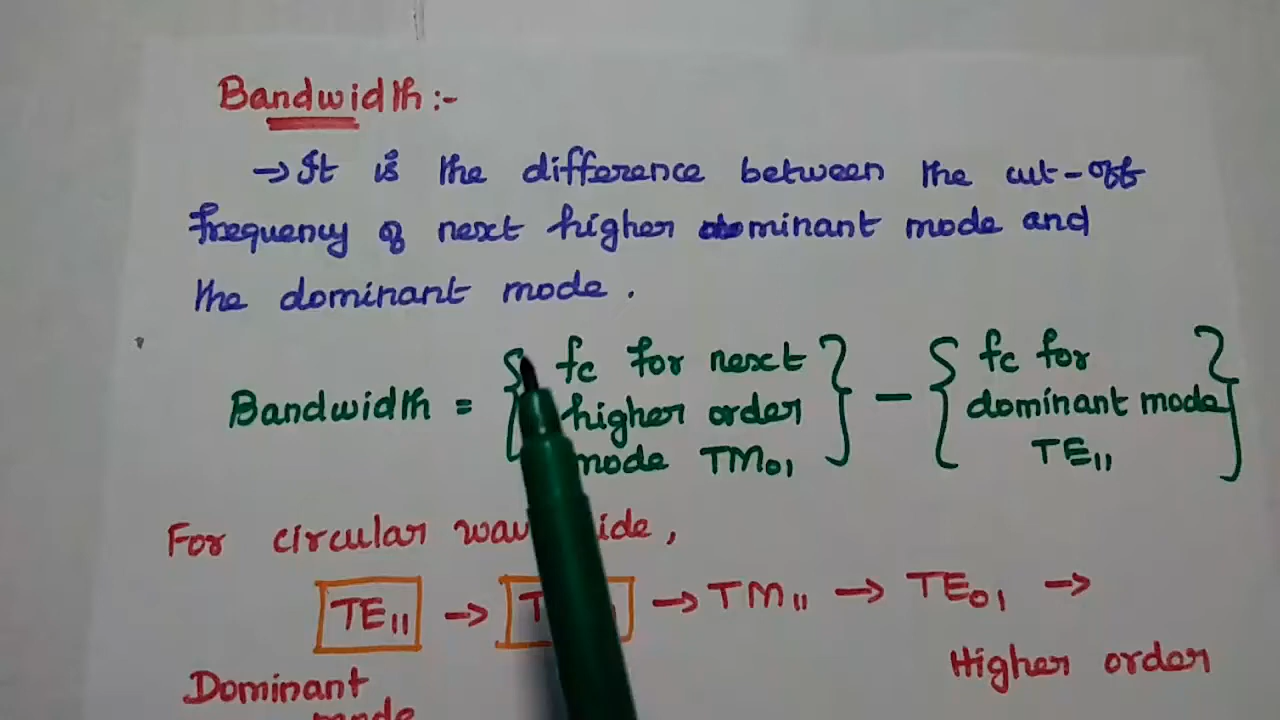 Bandwidth:-
→ It is the difference between the cut-off
frequency of next higher dominant mode and
the dominant mode.
Bandwidth = { fc for next higher order mode TM₀₁ } - { fc for dominant mode TE₁₁ }
For circular
TE₁₁ → → TM₁₁ → TE₀₁ →
Dominant mode
Higher order